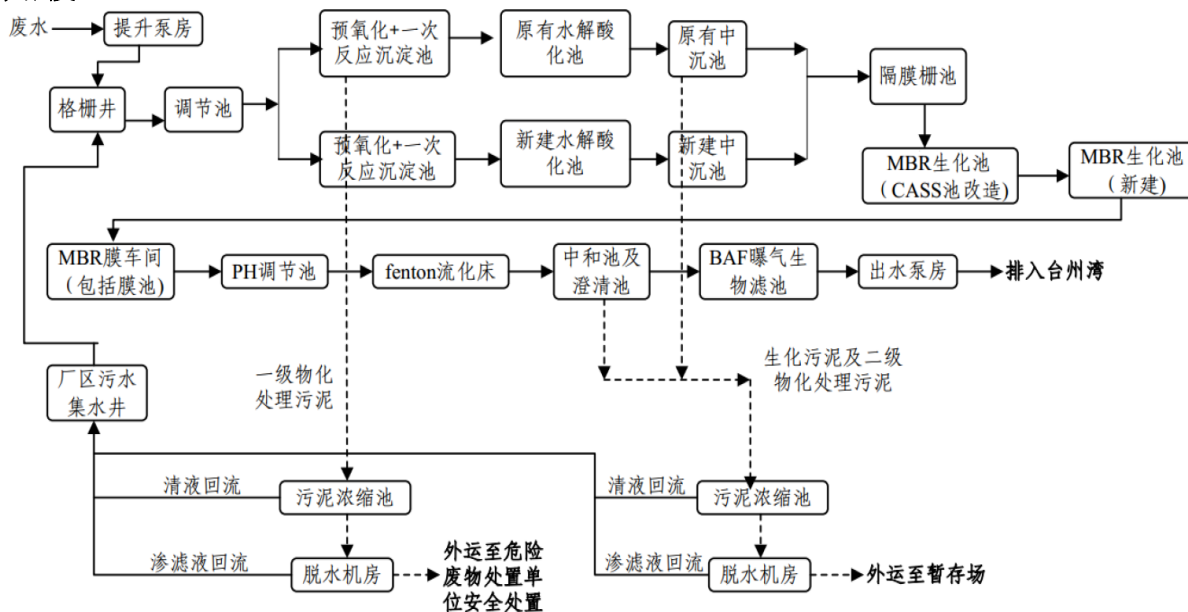 废水
提升泵房
格栅井
调节池
预氧化+一次
反应沉淀池
原有水解酸
化池
原有中
沉池
隔膜栅池
预氧化+一次
反应沉淀池
新建水解酸
化池
新建中
沉池
MBR生化池
（CASS池改造)
MBR生化池
（新建)
MBR膜车间
（包括膜池）
PH调节池
fenton流化床
中和池及
澄清池
BAF曝气生
物滤池
出水泵房
排入台州湾
厂区污水
集水井
一级物化
处理污泥
生化污泥及二级
物化处理污泥
清液回流
污泥浓缩池
清液回流
污泥浓缩池
渗滤液回流
脱水机房
外运至危险
废物处置单
位安全处置
渗滤液回流
脱水机房
外运至暂存场